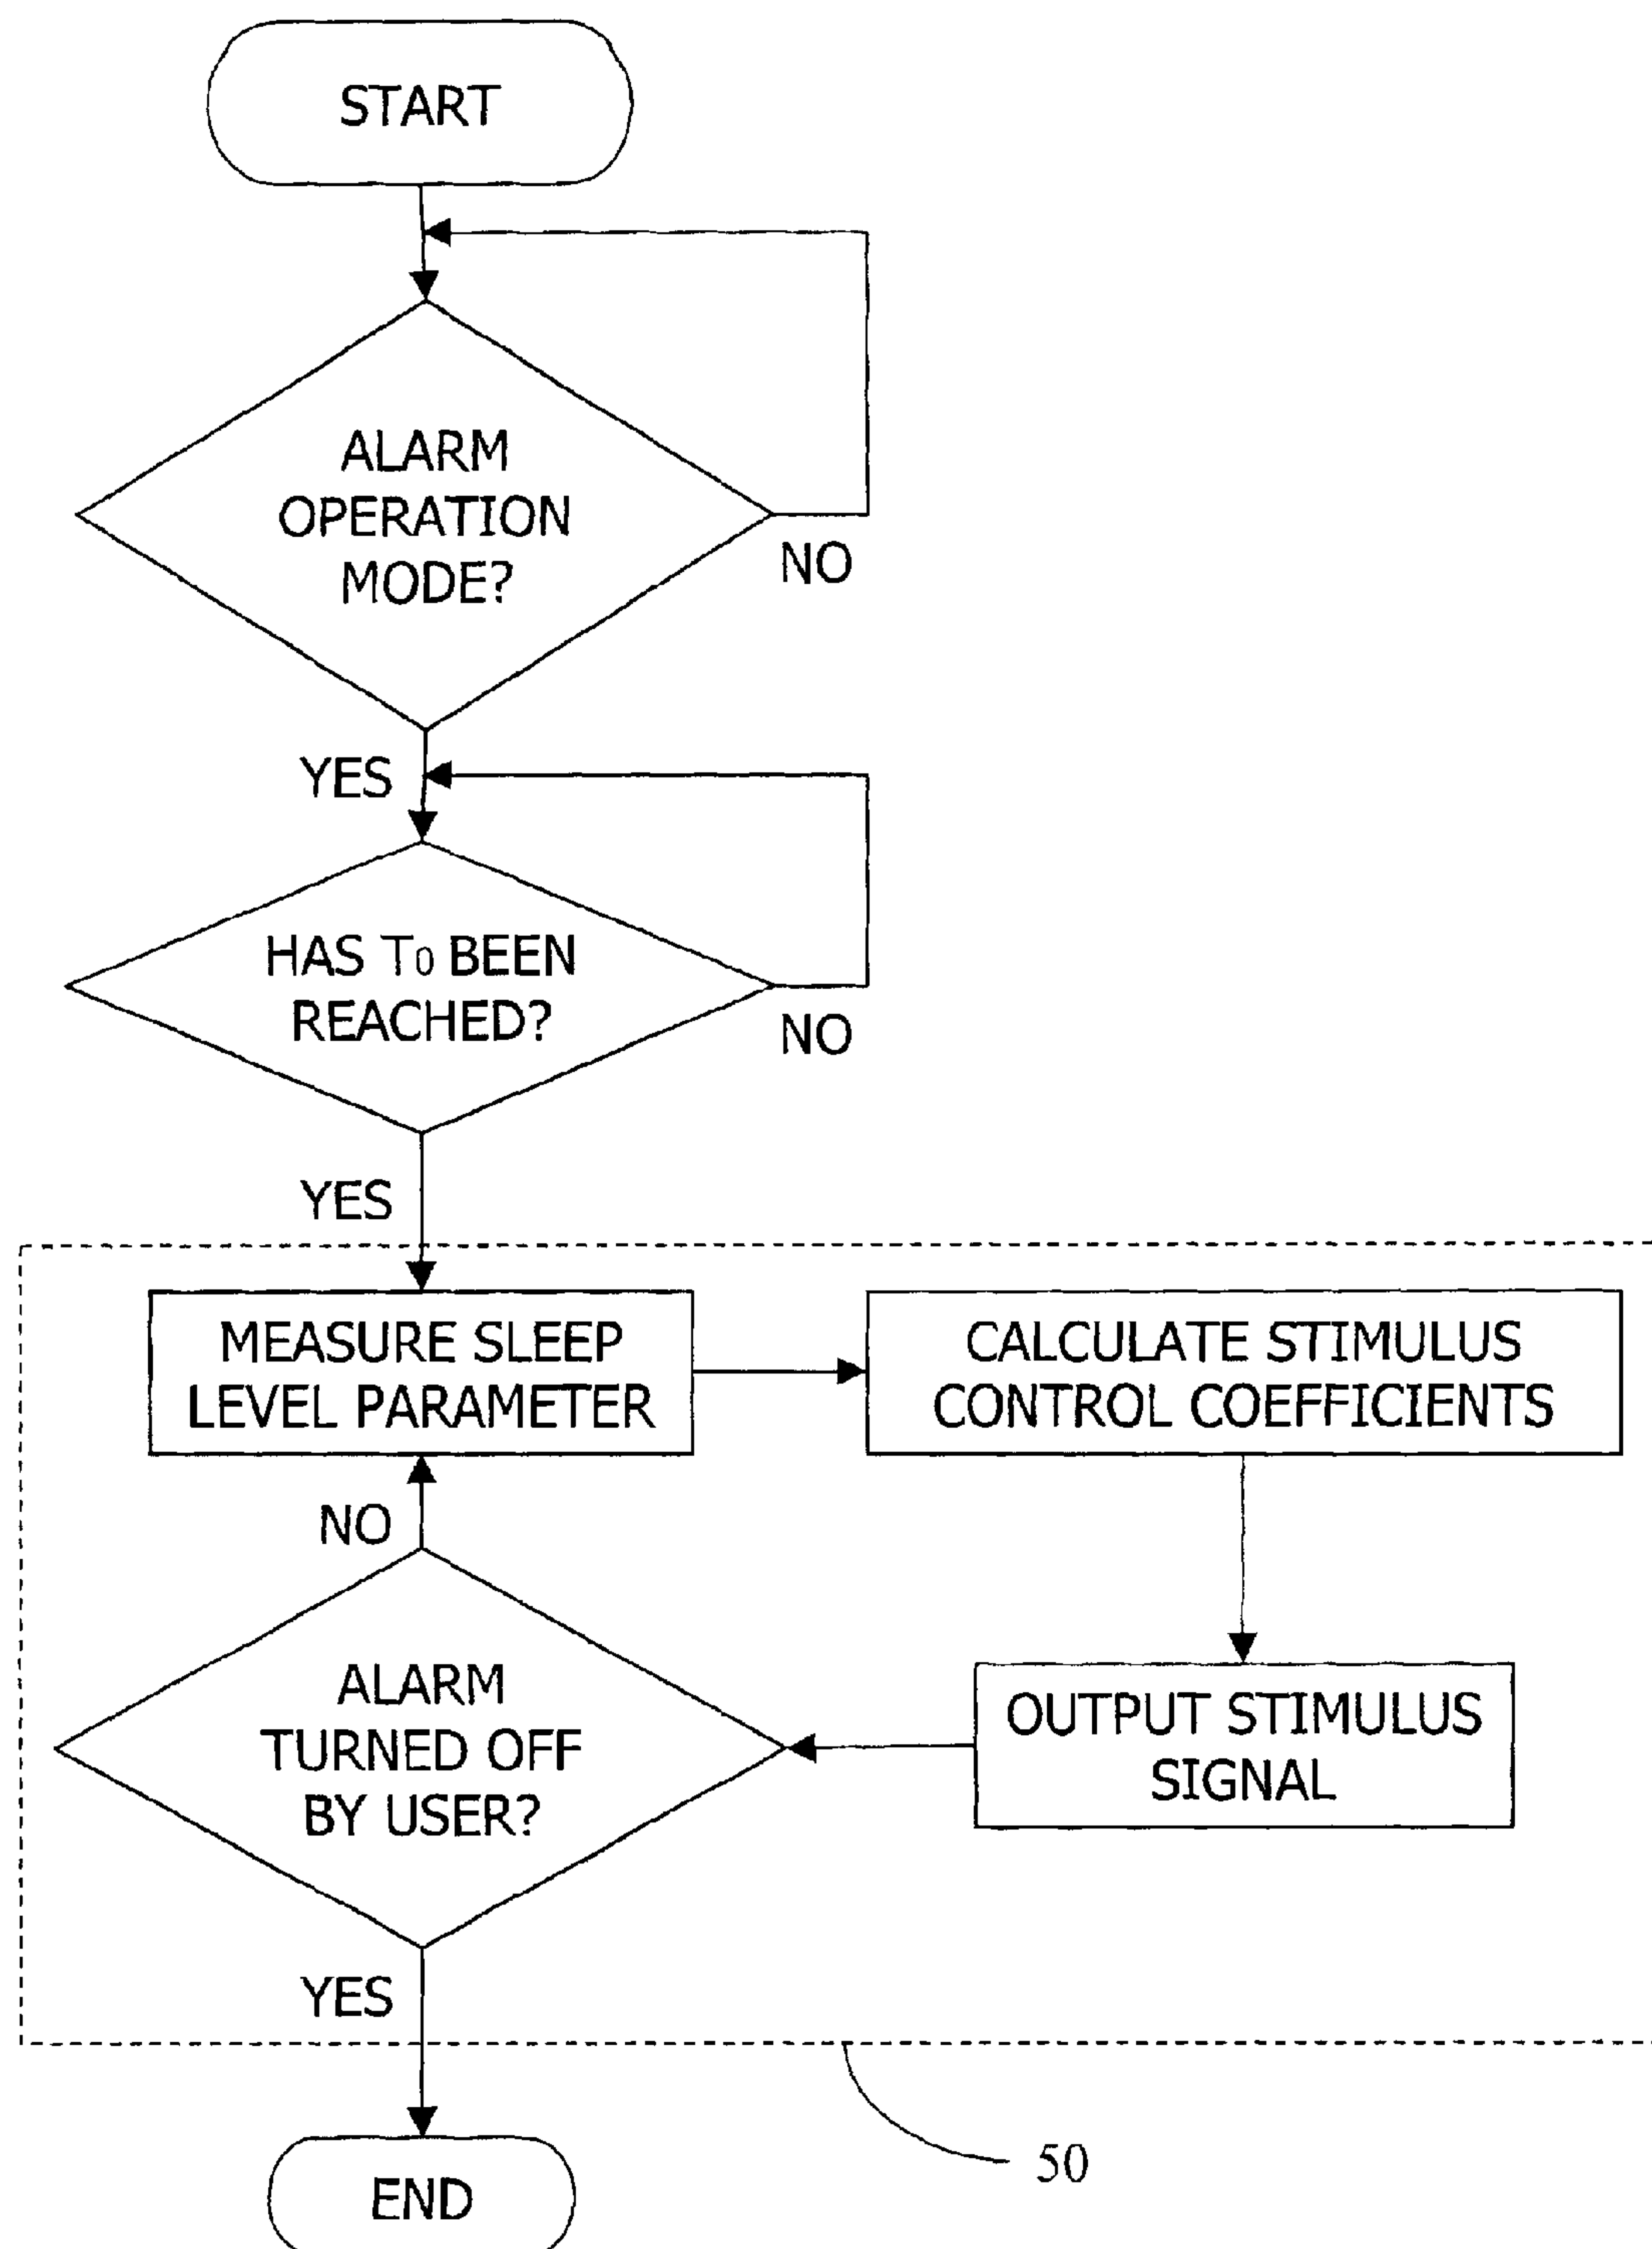 START
ALARM
OPERATION
MODE?
NO
YES
HAS T0 BEEN
REACHED?
NO
YES
MEASURE SLEEP
LEVEL PARAMETER
CALCULATE STIMULUS
CONTROL COEFFICIENTS
NO
ALARM
TURNED OFF
BY USER?
OUTPUT STIMULUS
SIGNAL
YES
50
END